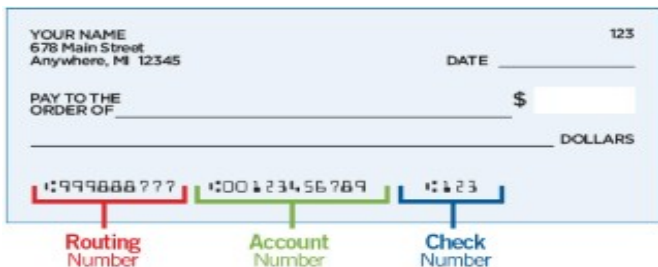 YOUR NAME 123
678 Main Street
Anywhere, MI 12345
DATE
PAY TO THE
ORDER OF $
DOLLARS
⑆999888777 ⑆00123456789 ⑆123
Routing Account Check
Number Number Number